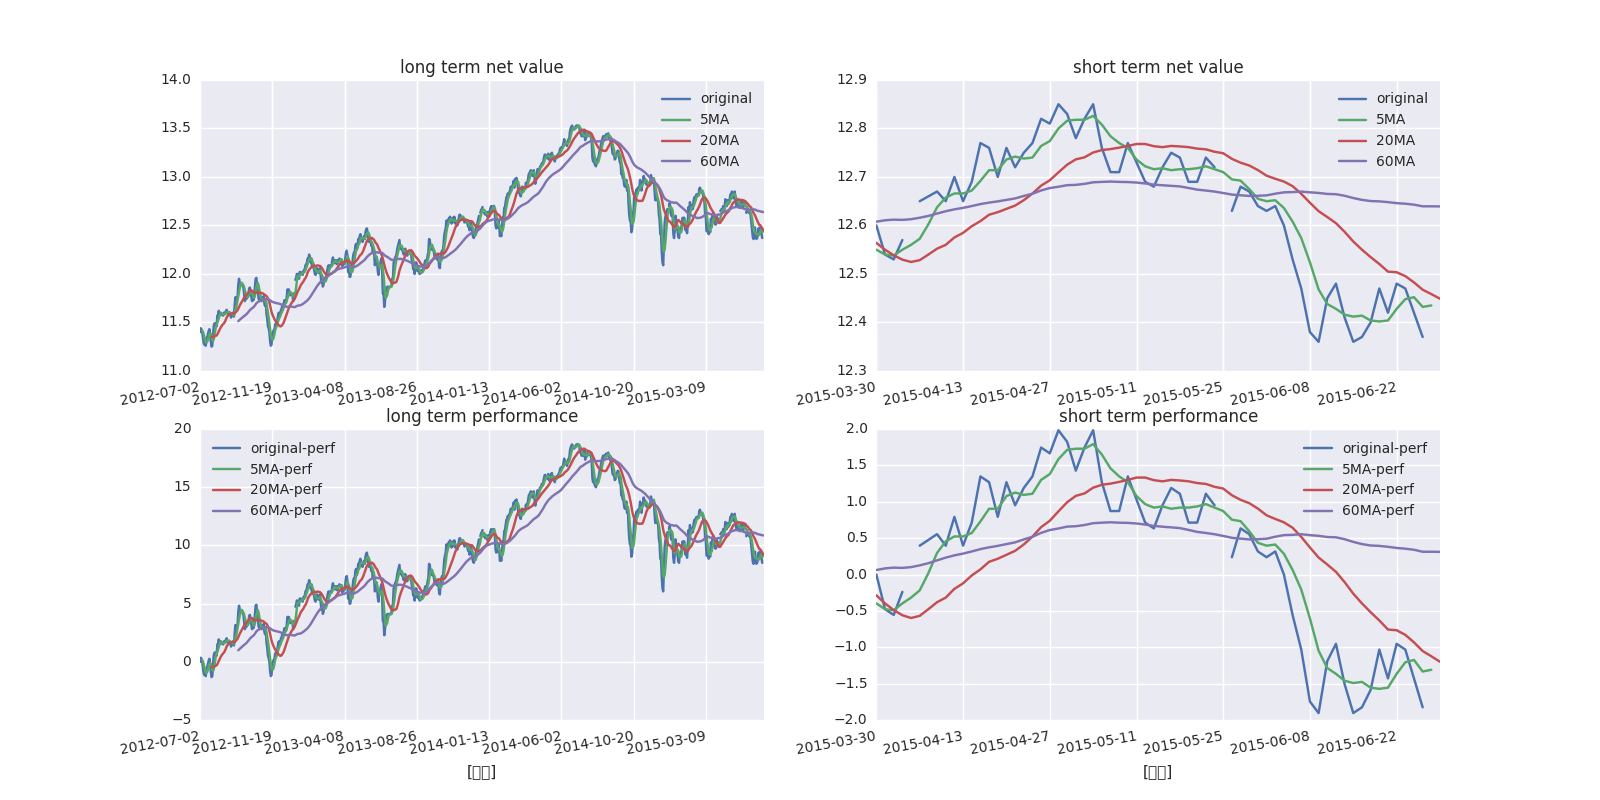 long term net value
14.0
13.5
13.0
12.5
12.0
11.5
11.0
original
5MA
20MA
60MA
2012-07-02
2012-11-19
2013-04-08
2013-08-26
2014-01-13
2014-06-02
2014-10-20
2015-03-09
short term net value
12.9
12.8
12.7
12.6
12.5
12.4
12.3
original
5MA
20MA
60MA
2015-03-30
2015-04-13
2015-04-27
2015-05-11
2015-05-25
2015-06-08
2015-06-22
long term performance
20
15
10
5
0
−5
original-perf
5MA-perf
20MA-perf
60MA-perf
2012-07-02
2012-11-19
2013-04-08
2013-08-26
2014-01-13
2014-06-02
2014-10-20
2015-03-09
short term performance
2.0
1.5
1.0
0.5
0.0
−0.5
−1.0
−1.5
−2.0
original-perf
5MA-perf
20MA-perf
60MA-perf
2015-03-30
2015-04-13
2015-04-27
2015-05-11
2015-05-25
2015-06-08
2015-06-22